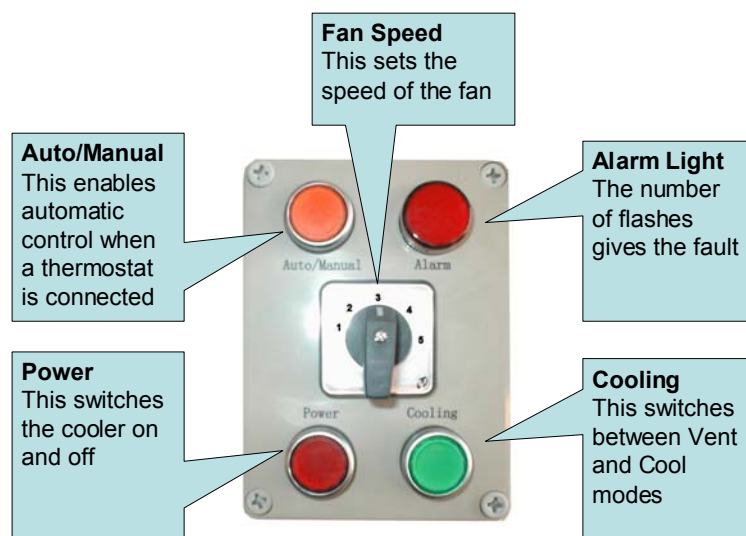 Fan Speed
This sets the
speed of the fan
Auto/Manual
This enables
automatic
control when
a thermostat
is connected
Alarm Light
The number
of flashes
gives the fault
Auto/Manual
Alarm
1
2
3
4
5
Power
This switches
the cooler on
and off
Power
Cooling
Cooling
This switches
between Vent
and Cool
modes